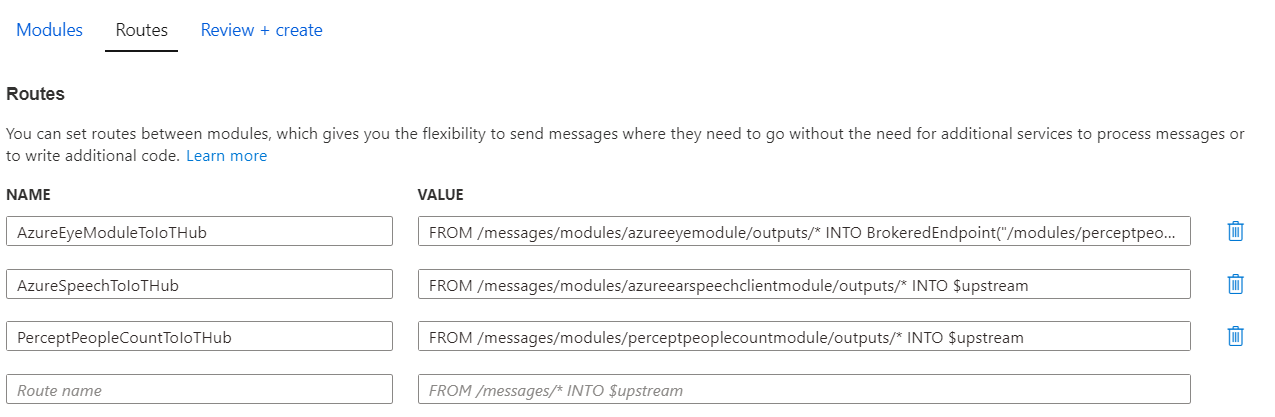 Modules Routes Review + create
Routes
You can set routes between modules, which gives you the flexibility to send messages where they need to go without the need for additional services to process messages or
to write additional code. Learn more
NAME VALUE
AzureEyeModuleToIoTHub FROM /messages/modules/azureeyemodule/outputs/* INTO BrokeredEndpoint("/modules/perceptpeo...
AzureSpeechToIoTHub FROM /messages/modules/azureearspeechclientmodule/outputs/* INTO $upstream
PerceptPeopleCountToIoTHub FROM /messages/modules/perceptpeoplecountmodule/outputs/* INTO $upstream
Route name FROM /messages/* INTO $upstream